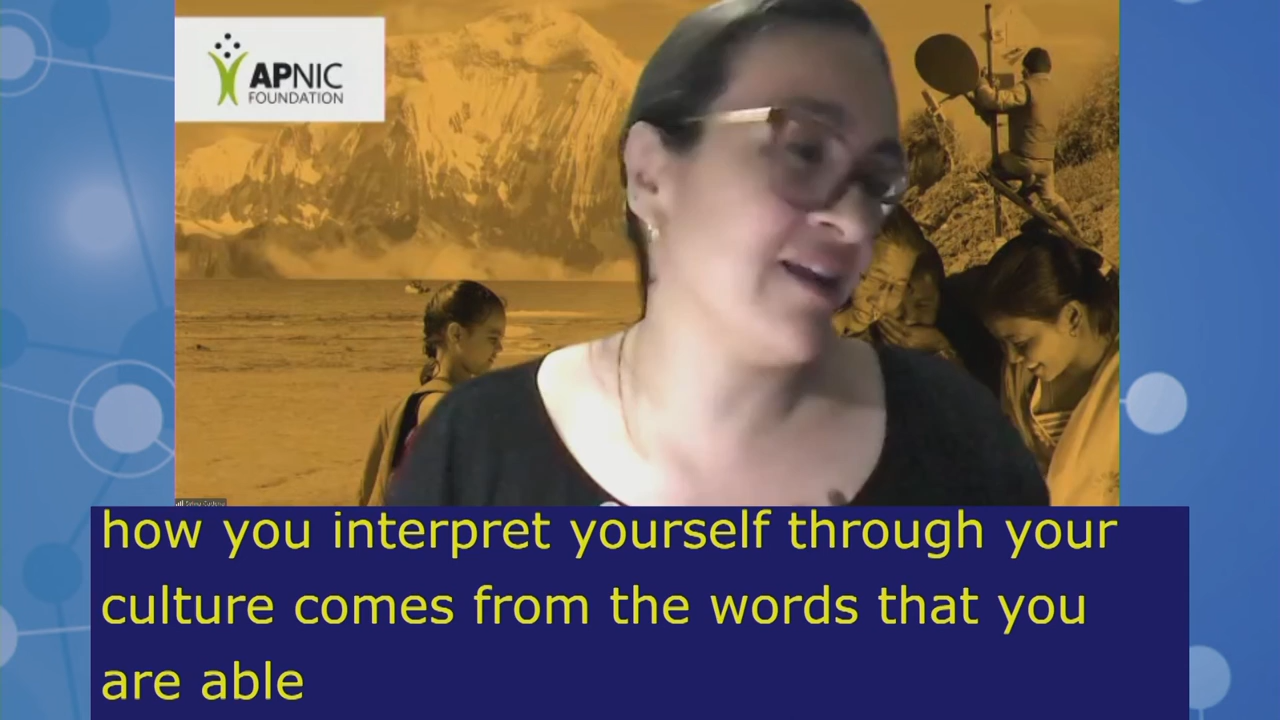 APNIC
FOUNDATION
how you interpret yourself through your
culture comes from the words that you
are able